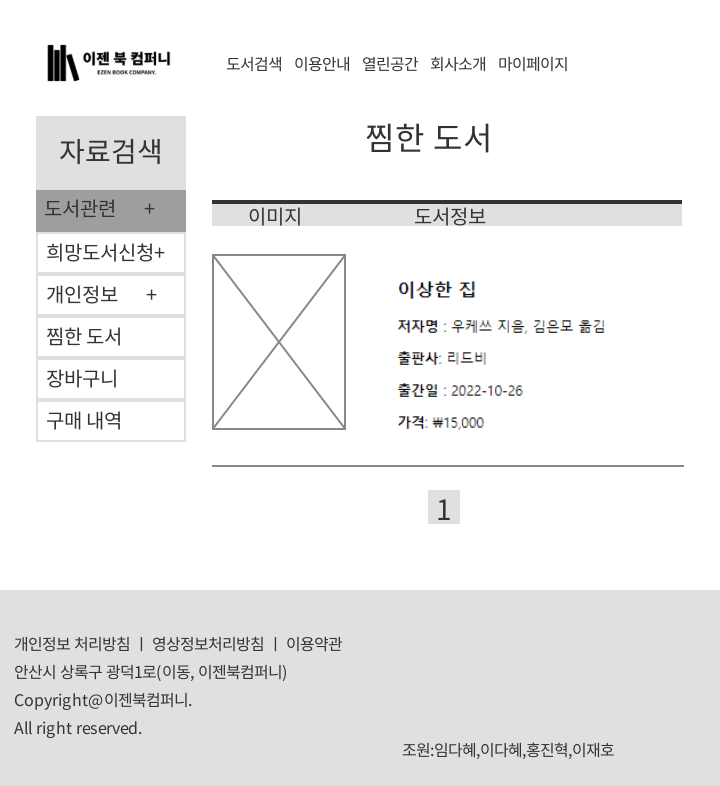 이젠 북 컴퍼니
EZEN BOOK COMPANY.
도서검색 이용안내 열린공간 회사소개 마이페이지
자료검색
도서관련 +
희망도서신청+
개인정보 +
찜한 도서
장바구니
구매 내역
찜한 도서
이미지 도서정보
이상한 집
저자명 : 우케쓰 지음, 김은모 옮김
출판사: 리드비
출간일 : 2022-10-26
가격: ₩15,000
1
개인정보 처리방침 ㅣ 영상정보처리방침 ㅣ 이용약관
안산시 상록구 광덕1로(이동, 이젠북컴퍼니)
Copyright@이젠북컴퍼니.
All right reserved.
조원:임다혜,이다혜,홍진혁,이재호